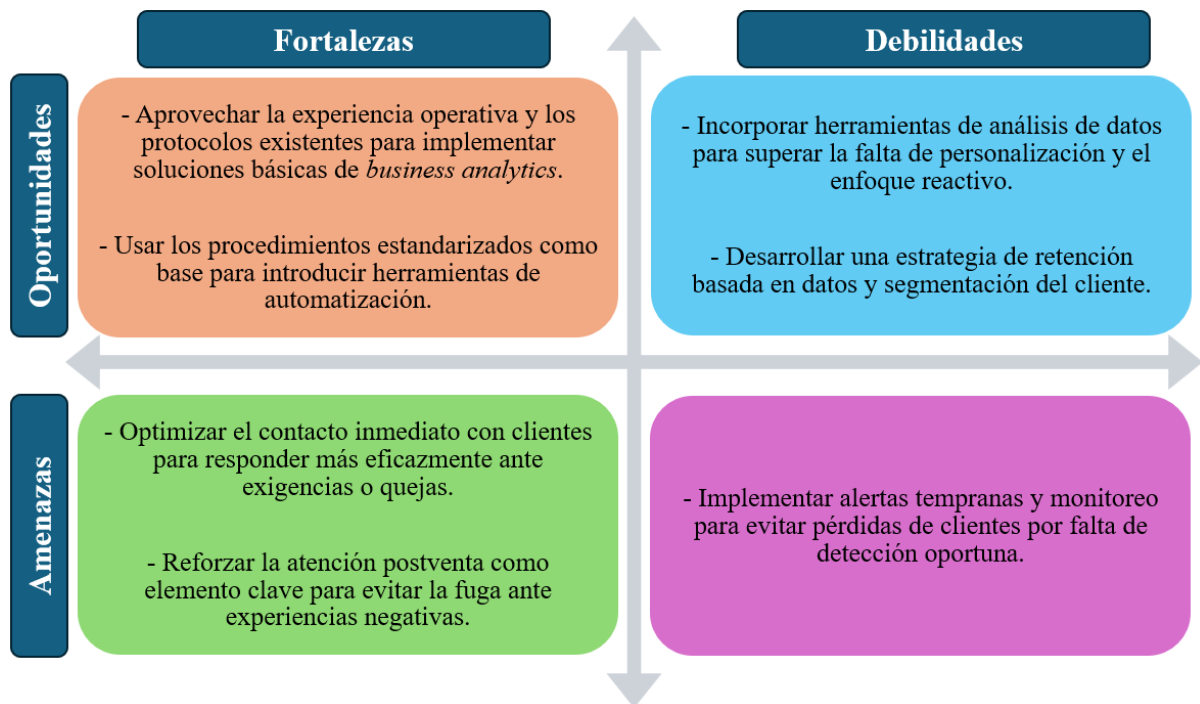 Fortalezas
Debilidades
Oportunidades
- Aprovechar la experiencia operativa y los
protocolos existentes para implementar
soluciones básicas de business analytics.
- Usar los procedimientos estandarizados como
base para introducir herramientas de
automatización.
- Incorporar herramientas de análisis de datos
para superar la falta de personalización y el
enfoque reactivo.
- Desarrollar una estrategia de retención
basada en datos y segmentación del cliente.
Amenazas
- Optimizar el contacto inmediato con clientes
para responder más eficazmente ante
exigencias o quejas.
- Reforzar la atención postventa como
elemento clave para evitar la fuga ante
experiencias negativas.
- Implementar alertas tempranas y monitoreo
para evitar pérdidas de clientes por falta de
detección oportuna.